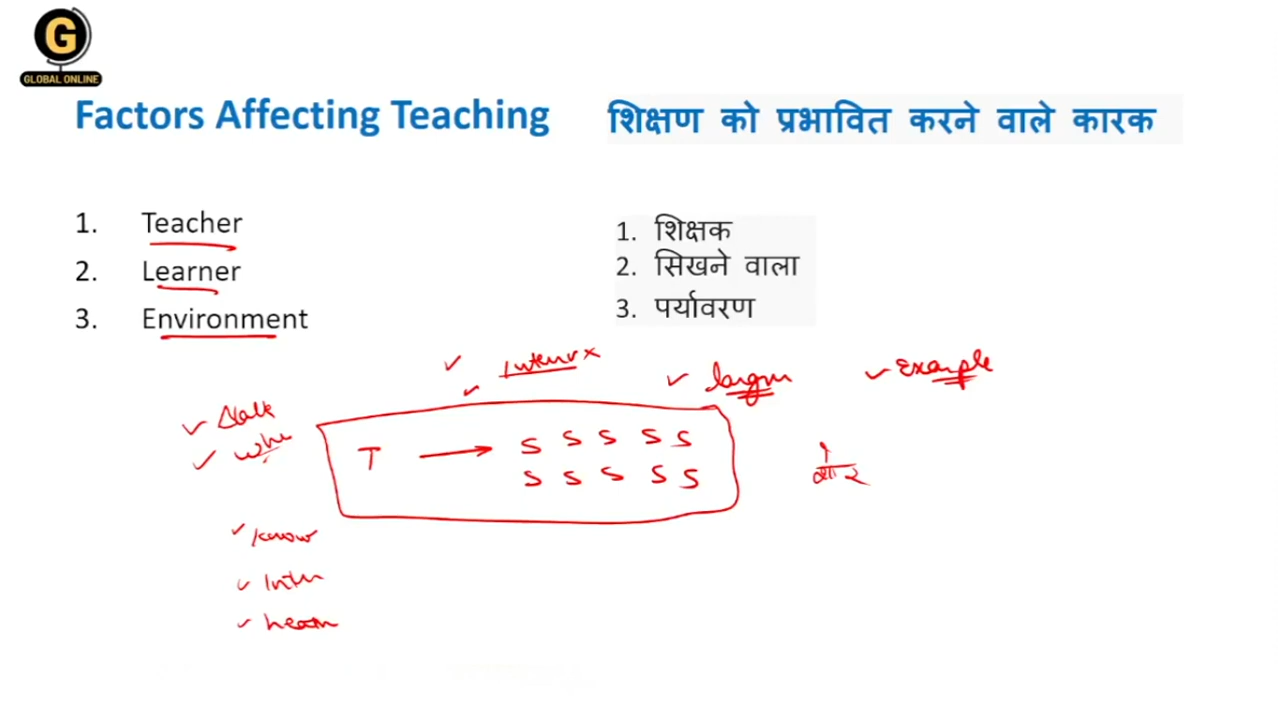 G
GLOBAL ONLINE
Factors Affecting Teaching
शिक्षण को प्रभावित करने वाले कारक
1. Teacher
2. Learner
3. Environment
1. शिक्षक
2. सिखने वाला
3. पर्यावरण
Example
T → S S S S S
S S S S S
know